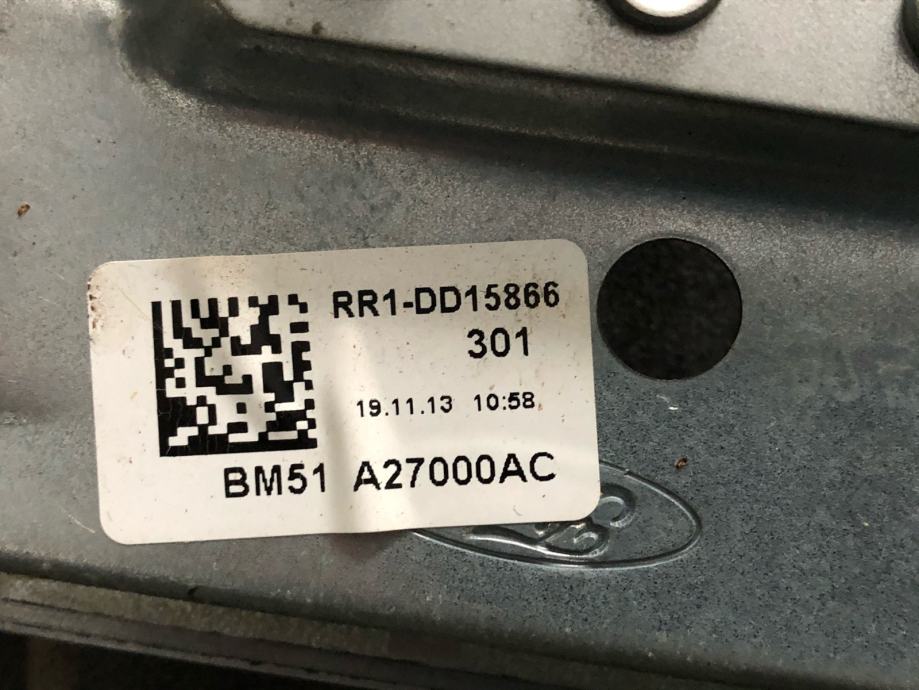 RR1-DD15866
301
19.11.13 10:58
BM51 A27000AC